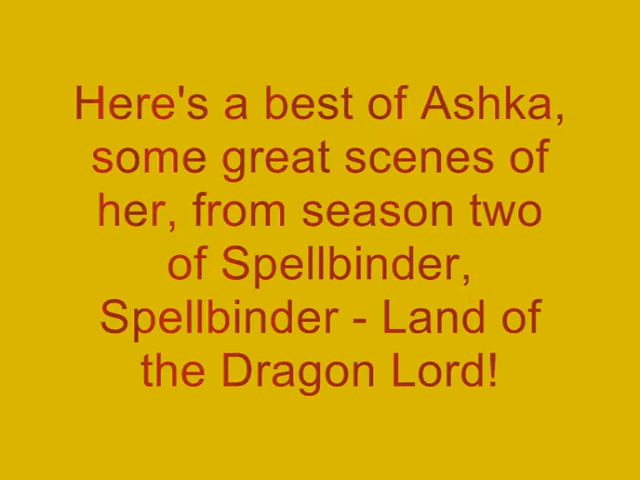 Here's a best of Ashka,
some great scenes of
her, from season two
of Spellbinder,
Spellbinder - Land of
the Dragon Lord!